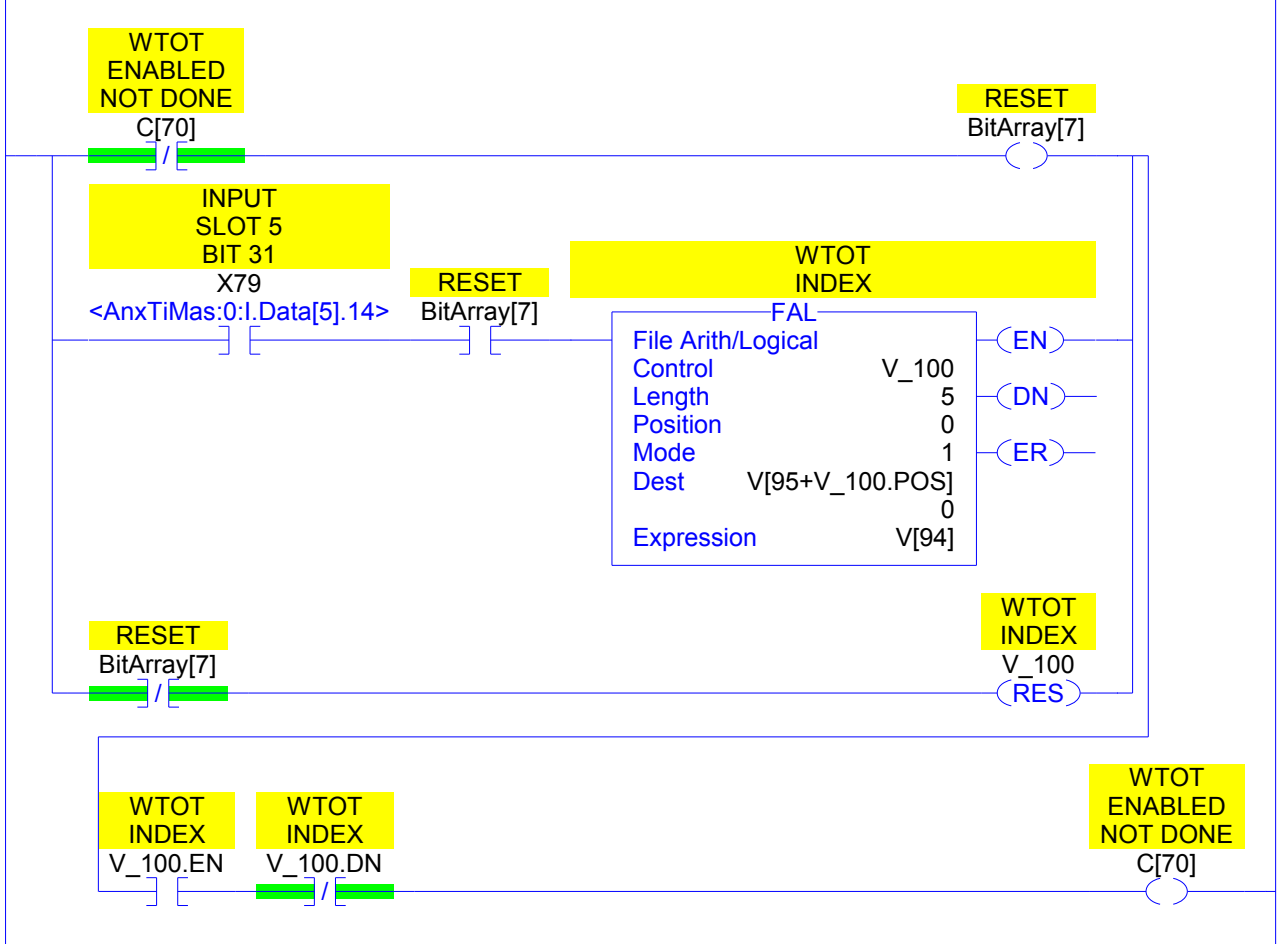 WTOT
ENABLED
NOT DONE
C[70]
/
RESET
BitArray[7]
INPUT
SLOT 5
BIT 31
X79
<AnxTiMas:0:I.Data[5].14>
RESET
BitArray[7]
WTOT
INDEX
FAL
File Arith/Logical
Control V_100
Length 5
Position 0
Mode 1
Dest V[95+V_100.POS]
0
Expression V[94]
EN
DN
ER
RESET
BitArray[7]
/
WTOT
INDEX
V_100
RES
WTOT
INDEX
V_100.EN
WTOT
INDEX
V_100.DN
/
WTOT
ENABLED
NOT DONE
C[70]